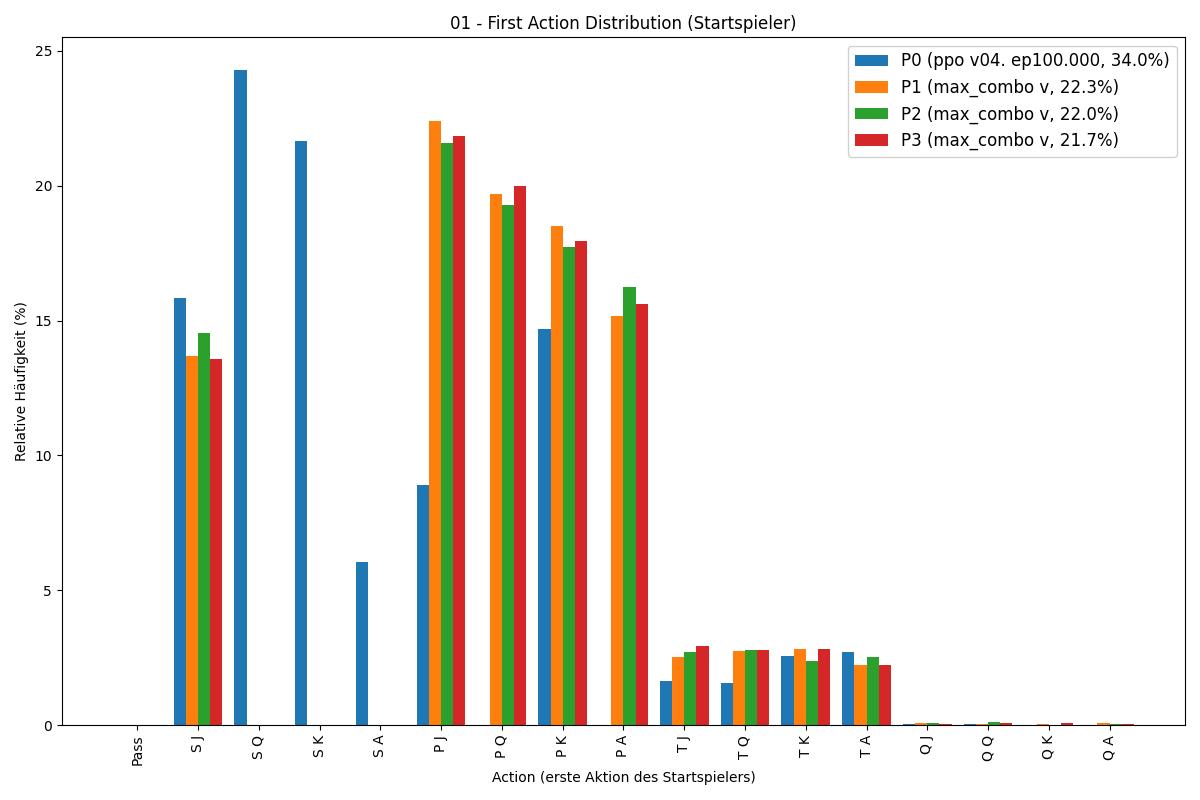 01 - First Action Distribution (Startspieler)
P0 (ppo v04. ep100.000, 34.0%)
P1 (max_combo v, 22.3%)
P2 (max_combo v, 22.0%)
P3 (max_combo v, 21.7%)
Relative Häufigkeit (%)
25
20
15
10
5
0
Pass
S J
S Q
S K
S A
P J
P Q
P K
P A
T J
T Q
T K
T A
Q J
Q Q
Q K
Q A
Action (erste Aktion des Startspielers)